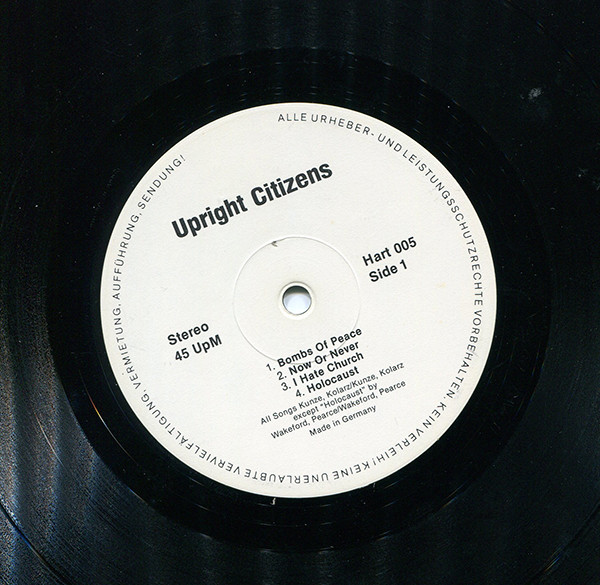 ALLE URHEBER- UND LEISTUNGSSCHUTZRECHTE VORBEHALTEN. KEIN VERLEIH! KEINE UNERLAUBTE VERVIELFÄLTIGUNG, VERMIETUNG, AUFFÜHRUNG, SENDUNG!
Upright Citizens
Hart 005
Side 1
Stereo
45 UpM
1. Bombs Of Peace
2. Now Or Never
3. I Hate Church
4. Holocaust
All Songs Kunze, Kolarz/Kunze, Kolarz
except "Holocaust" by
Wakeford, Pearce/Wakeford, Pearce
Made in Germany